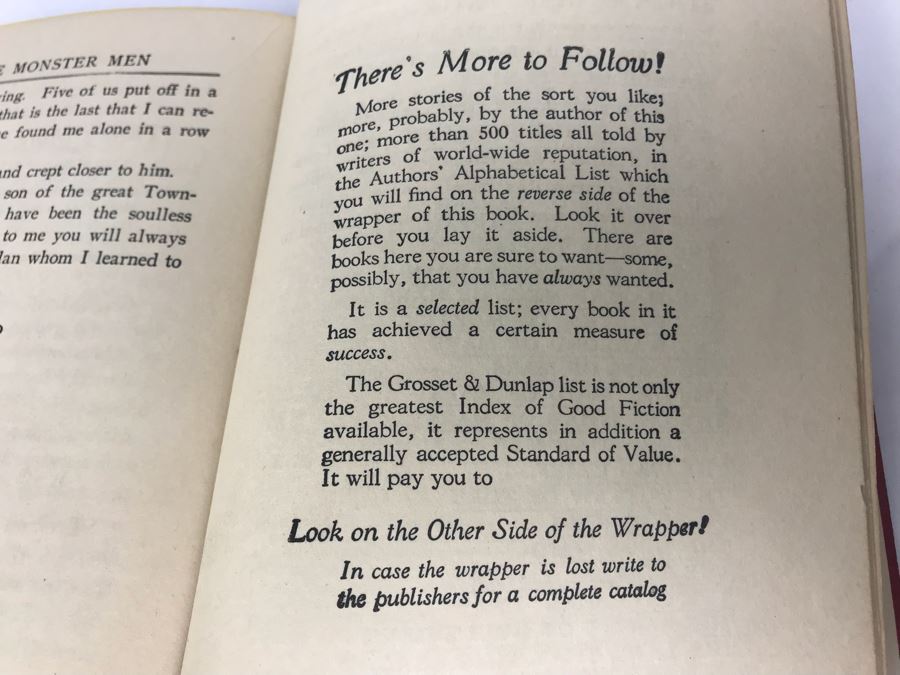 MONSTER MEN
ing. Five of us put off in a
that is the last that I can re-
found me alone in a row
and crept closer to him.
son of the great Town-
have been the soulless
to me you will always
whom I learned to
There's More to Follow!
More stories of the sort you like;
more, probably, by the author of this
one; more than 500 titles all told by
writers of world-wide reputation, in
the Authors' Alphabetical List which
you will find on the reverse side of the
wrapper of this book. Look it over
before you lay it aside. There are
books here you are sure to want—some,
possibly, that you have always wanted.
It is a selected list; every book in it
has achieved a certain measure of
success.
The Grosset & Dunlap list is not only
the greatest Index of Good Fiction
available, it represents in addition a
generally accepted Standard of Value.
It will pay you to
Look on the Other Side of the Wrapper!
In case the wrapper is lost write to
the publishers for a complete catalog